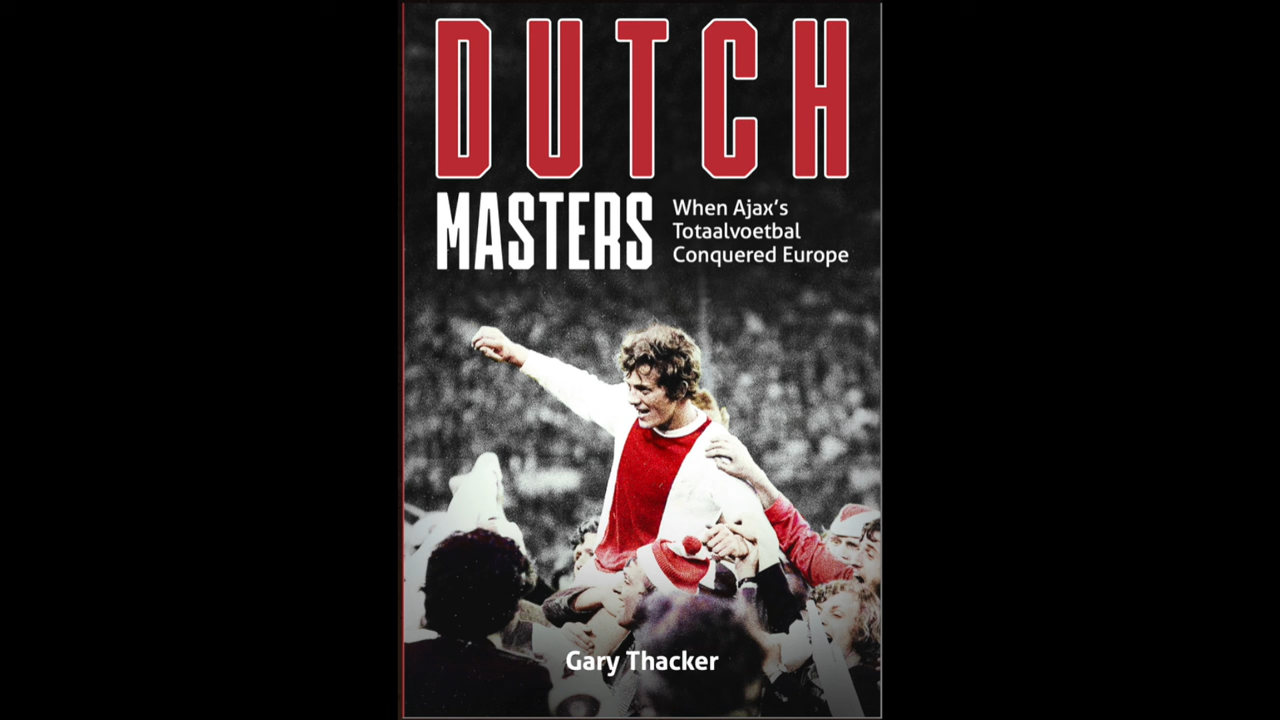 DUTCH
MASTERS
When Ajax's
Totaalvoetbal
Conquered Europe
Gary Thacker